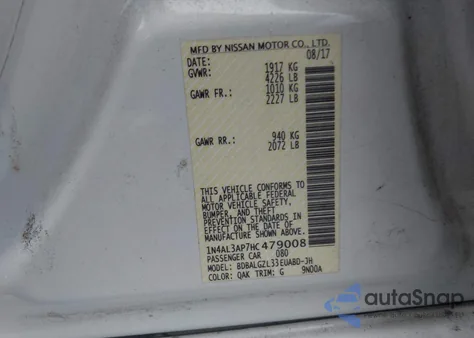 MFD BY NISSAN MOTOR CO., LTD.
DATE: 08/17
GVWR: 1917 KG
4226 LB
GAWR FR.: 1010 KG
2227 LB
GAWR RR.: 940 KG
2072 LB
THIS VEHICLE CONFORMS TO
ALL APPLICABLE FEDERAL
MOTOR VEHICLE SAFETY,
BUMPER, AND THEFT
PREVENTION STANDARDS IN
EFFECT ON THE DATE OF
MANUFACTURE SHOWN ABOVE.
1N4AL3AP7HC479008
PASSENGER CAR 080
MODEL: BDBALGZL33EUABD-JH
COLOR: QAK TRIM: G 9N00A
autoSnap